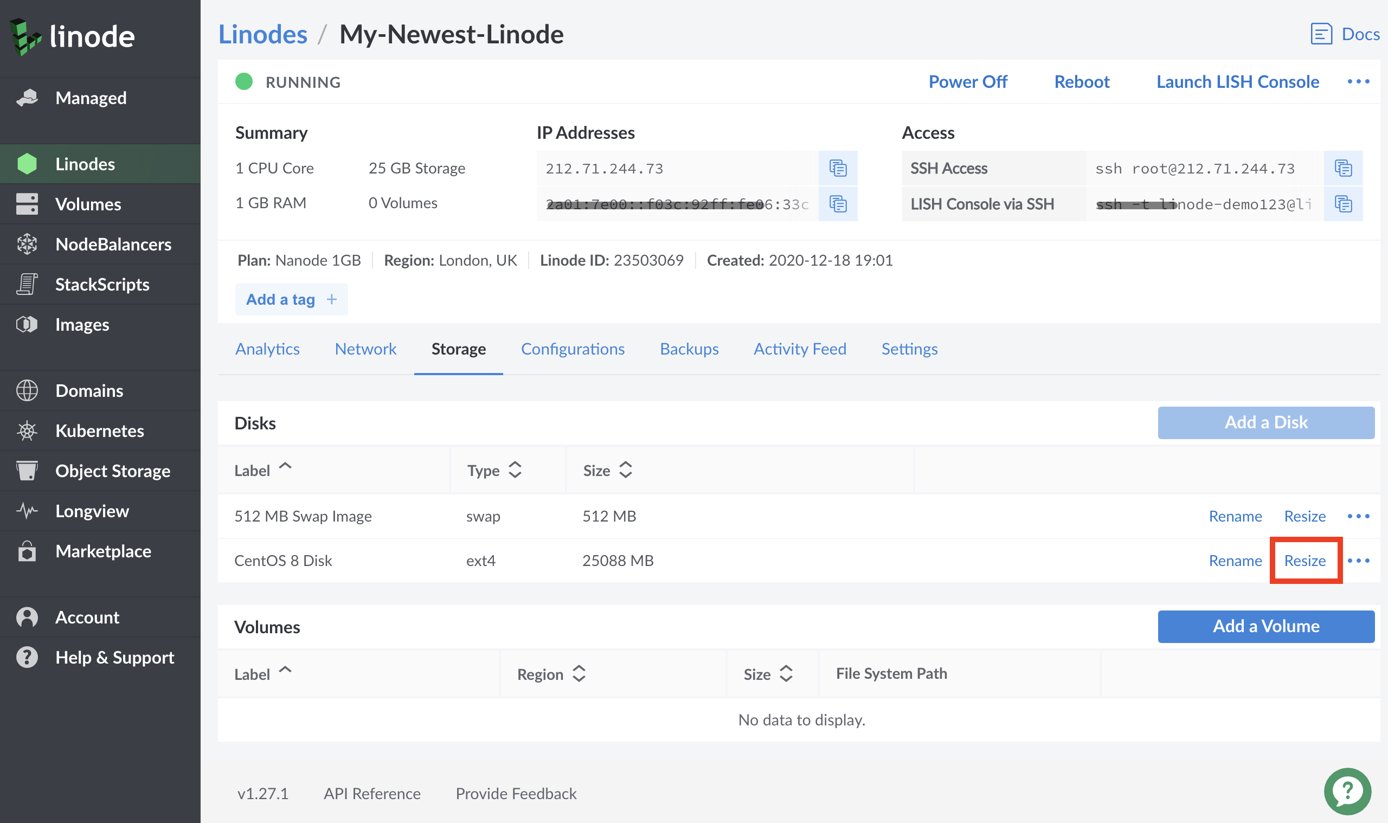 linode
Linodes / My-Newest-Linode
Docs
Managed
Linodes
Volumes
NodeBalancers
StackScripts
Images
Domains
Kubernetes
Object Storage
Longview
Marketplace
Account
Help & Support
RUNNING
Power Off Reboot Launch LISH Console
Summary
1 CPU Core 25 GB Storage
1 GB RAM 0 Volumes
IP Addresses
212.71.244.73
2a01:7e00::f03c:92ff:fe06:33c
Access
SSH Access ssh root@212.71.244.73
LISH Console via SSH ssh -t linode-demo123@li
Plan: Nanode 1GB Region: London, UK Linode ID: 23503069 Created: 2020-12-18 19:01
Add a tag +
Analytics Network Storage Configurations Backups Activity Feed Settings
Disks Add a Disk
Label Type Size
512 MB Swap Image swap 512 MB Rename Resize
CentOS 8 Disk ext4 25088 MB Rename Resize
Volumes Add a Volume
Label Region Size File System Path
No data to display.
v1.27.1 API Reference Provide Feedback